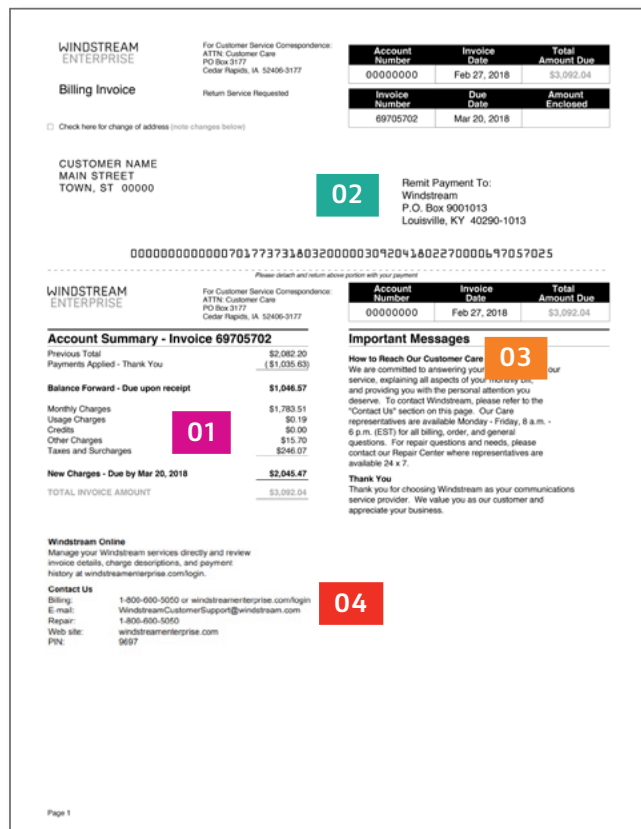 WINDSTREAM
ENTERPRISE
For Customer Service Correspondence:
ATTN: Customer Care
PO Box 3177
Cedar Rapids, IA 52406-3177
Billing Invoice
Return Service Requested
Account Number Invoice Date Total Amount Due
00000000 Feb 27, 2018 $3,092.04
Invoice Number Due Date Amount Enclosed
69705702 Mar 20, 2018
Check here for change of address (note changes below)
CUSTOMER NAME
MAIN STREET
TOWN, ST 00000
02
Remit Payment To:
Windstream
P.O. Box 9001013
Louisville, KY 40290-1013
0000000000000701773731803200000309204180227000069705 7025
Please detach and return above portion with your payment
WINDSTREAM
ENTERPRISE
For Customer Service Correspondence:
ATTN: Customer Care
PO Box 3177
Cedar Rapids, IA 52406-3177
Account Number Invoice Date Total Amount Due
00000000 Feb 27, 2018 $3,092.04
Account Summary - Invoice 69705702
Previous Total $2,082.20
Payments Applied - Thank You ( $1,035.63)
Balance Forward - Due upon receipt $1,046.57
Monthly Charges $1,783.51
Usage Charges $0.19
Credits $0.00
Other Charges $15.70
Taxes and Surcharges $246.07
01
New Charges - Due by Mar 20, 2018 $2,045.47
TOTAL INVOICE AMOUNT $3,092.04
Important Messages
03
How to Reach Our Customer Care
We are committed to answering your our
service, explaining all aspects of your monthly bill,
and providing you with the personal attention you
deserve. To contact Windstream, please refer to the
"Contact Us" section on this page. Our Care
representatives are available Monday - Friday, 8 a.m. -
6 p.m. (EST) for all billing, order, and general
questions. For repair questions and needs, please
contact our Repair Center where representatives are
available 24 x 7.
Thank You
Thank you for choosing Windstream as your communications
service provider. We value you as our customer and
appreciate your business.
Windstream Online
Manage your Windstream services directly and review
invoice details, charge descriptions, and payment
history at windstreamenterprise.com/login.
Contact Us
Billing: 1-800-600-5050 or windstreamenterprise.com/login
E-mail: WindstreamCustomerSupport@windstream.com
Repair: 1-800-600-5050
Web site: windstreamenterprise.com
PIN: 9697
04
Page 1